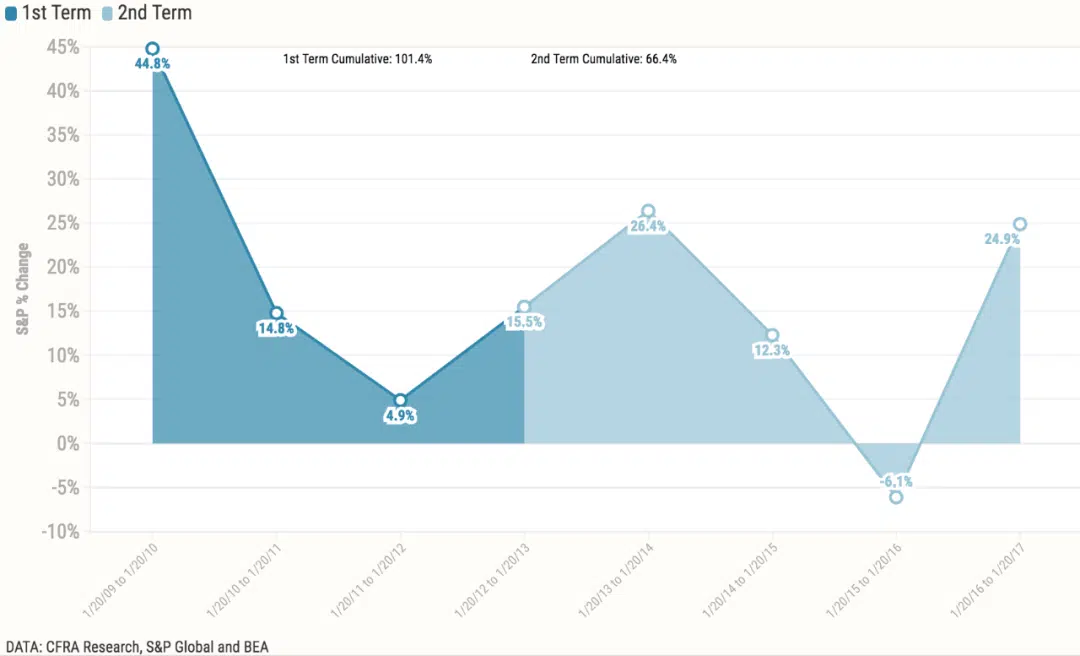 1st Term 2nd Term
1st Term Cumulative: 101.4% 2nd Term Cumulative: 66.4%
S&P % Change
45%
40%
35%
30%
25%
20%
15%
10%
5%
0%
-5%
-10%
44.8%
14.8%
4.9%
15.5%
26.4%
12.3%
-6.1%
24.9%
1/20/09 to 1/20/10
1/20/10 to 1/20/11
1/20/11 to 1/20/12
1/20/12 to 1/20/13
1/20/13 to 1/20/14
1/20/14 to 1/20/15
1/20/15 to 1/20/16
1/20/16 to 1/20/17
DATA: CFRA Research, S&P Global and BEA